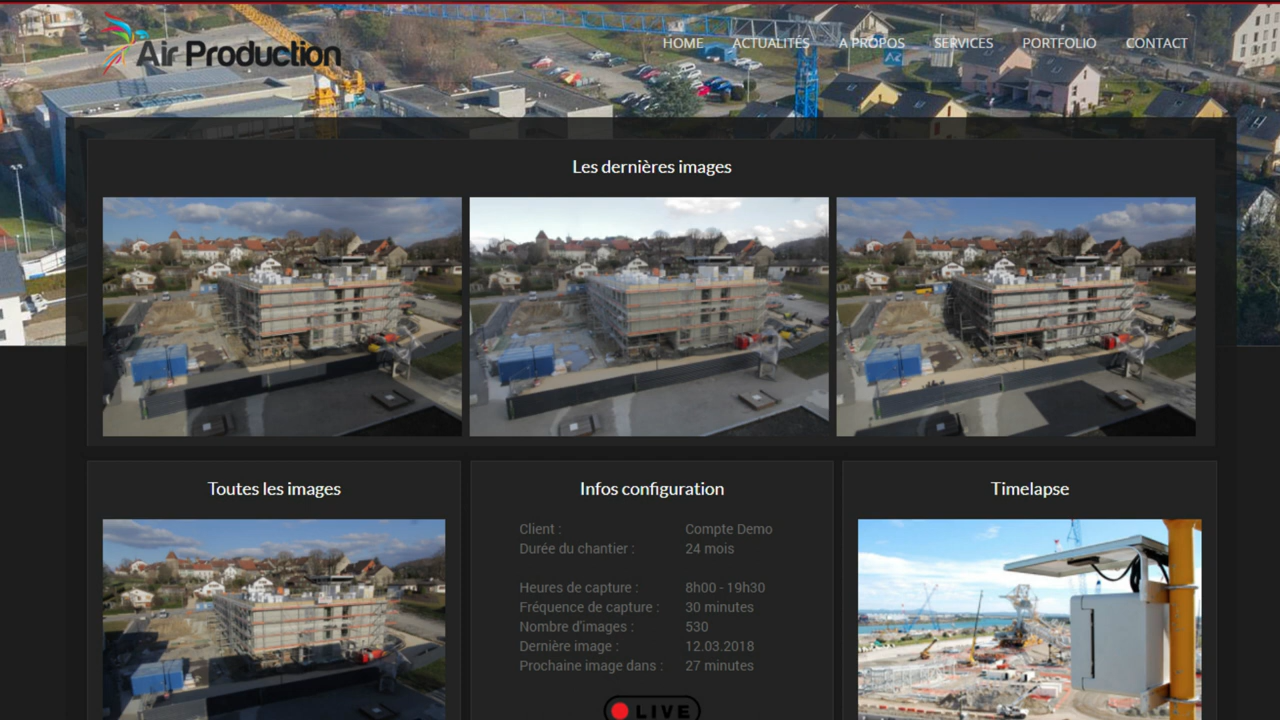 Air Production
HOME ACTUALITÉS A PROPOS SERVICES PORTFOLIO CONTACT
Les dernières images
Toutes les images
Infos configuration
Timelapse
Client : Compte Demo
Durée du chantier : 24 mois
Heures de capture : 8h00 - 19h30
Fréquence de capture : 30 minutes
Nombre d'images : 530
Dernière image : 12.03.2018
Prochaine image dans : 27 minutes
LIVE